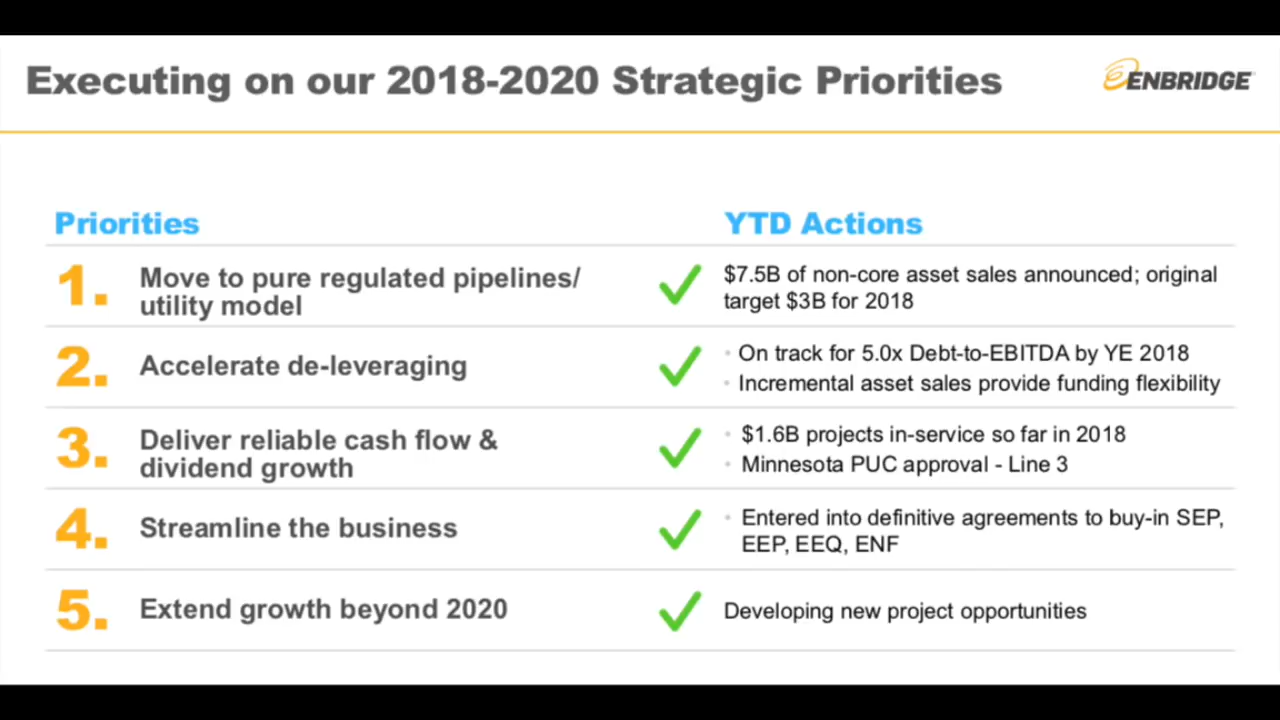 Executing on our 2018-2020 Strategic Priorities
ENBRIDGE
Priorities
YTD Actions
1.
Move to pure regulated pipelines/
utility model
$7.5B of non-core asset sales announced; original
target $3B for 2018
2.
Accelerate de-leveraging
• On track for 5.0x Debt-to-EBITDA by YE 2018
• Incremental asset sales provide funding flexibility
3.
Deliver reliable cash flow &
dividend growth
• $1.6B projects in-service so far in 2018
• Minnesota PUC approval - Line 3
4.
Streamline the business
• Entered into definitive agreements to buy-in SEP,
EEP, EEQ, ENF
5.
Extend growth beyond 2020
Developing new project opportunities